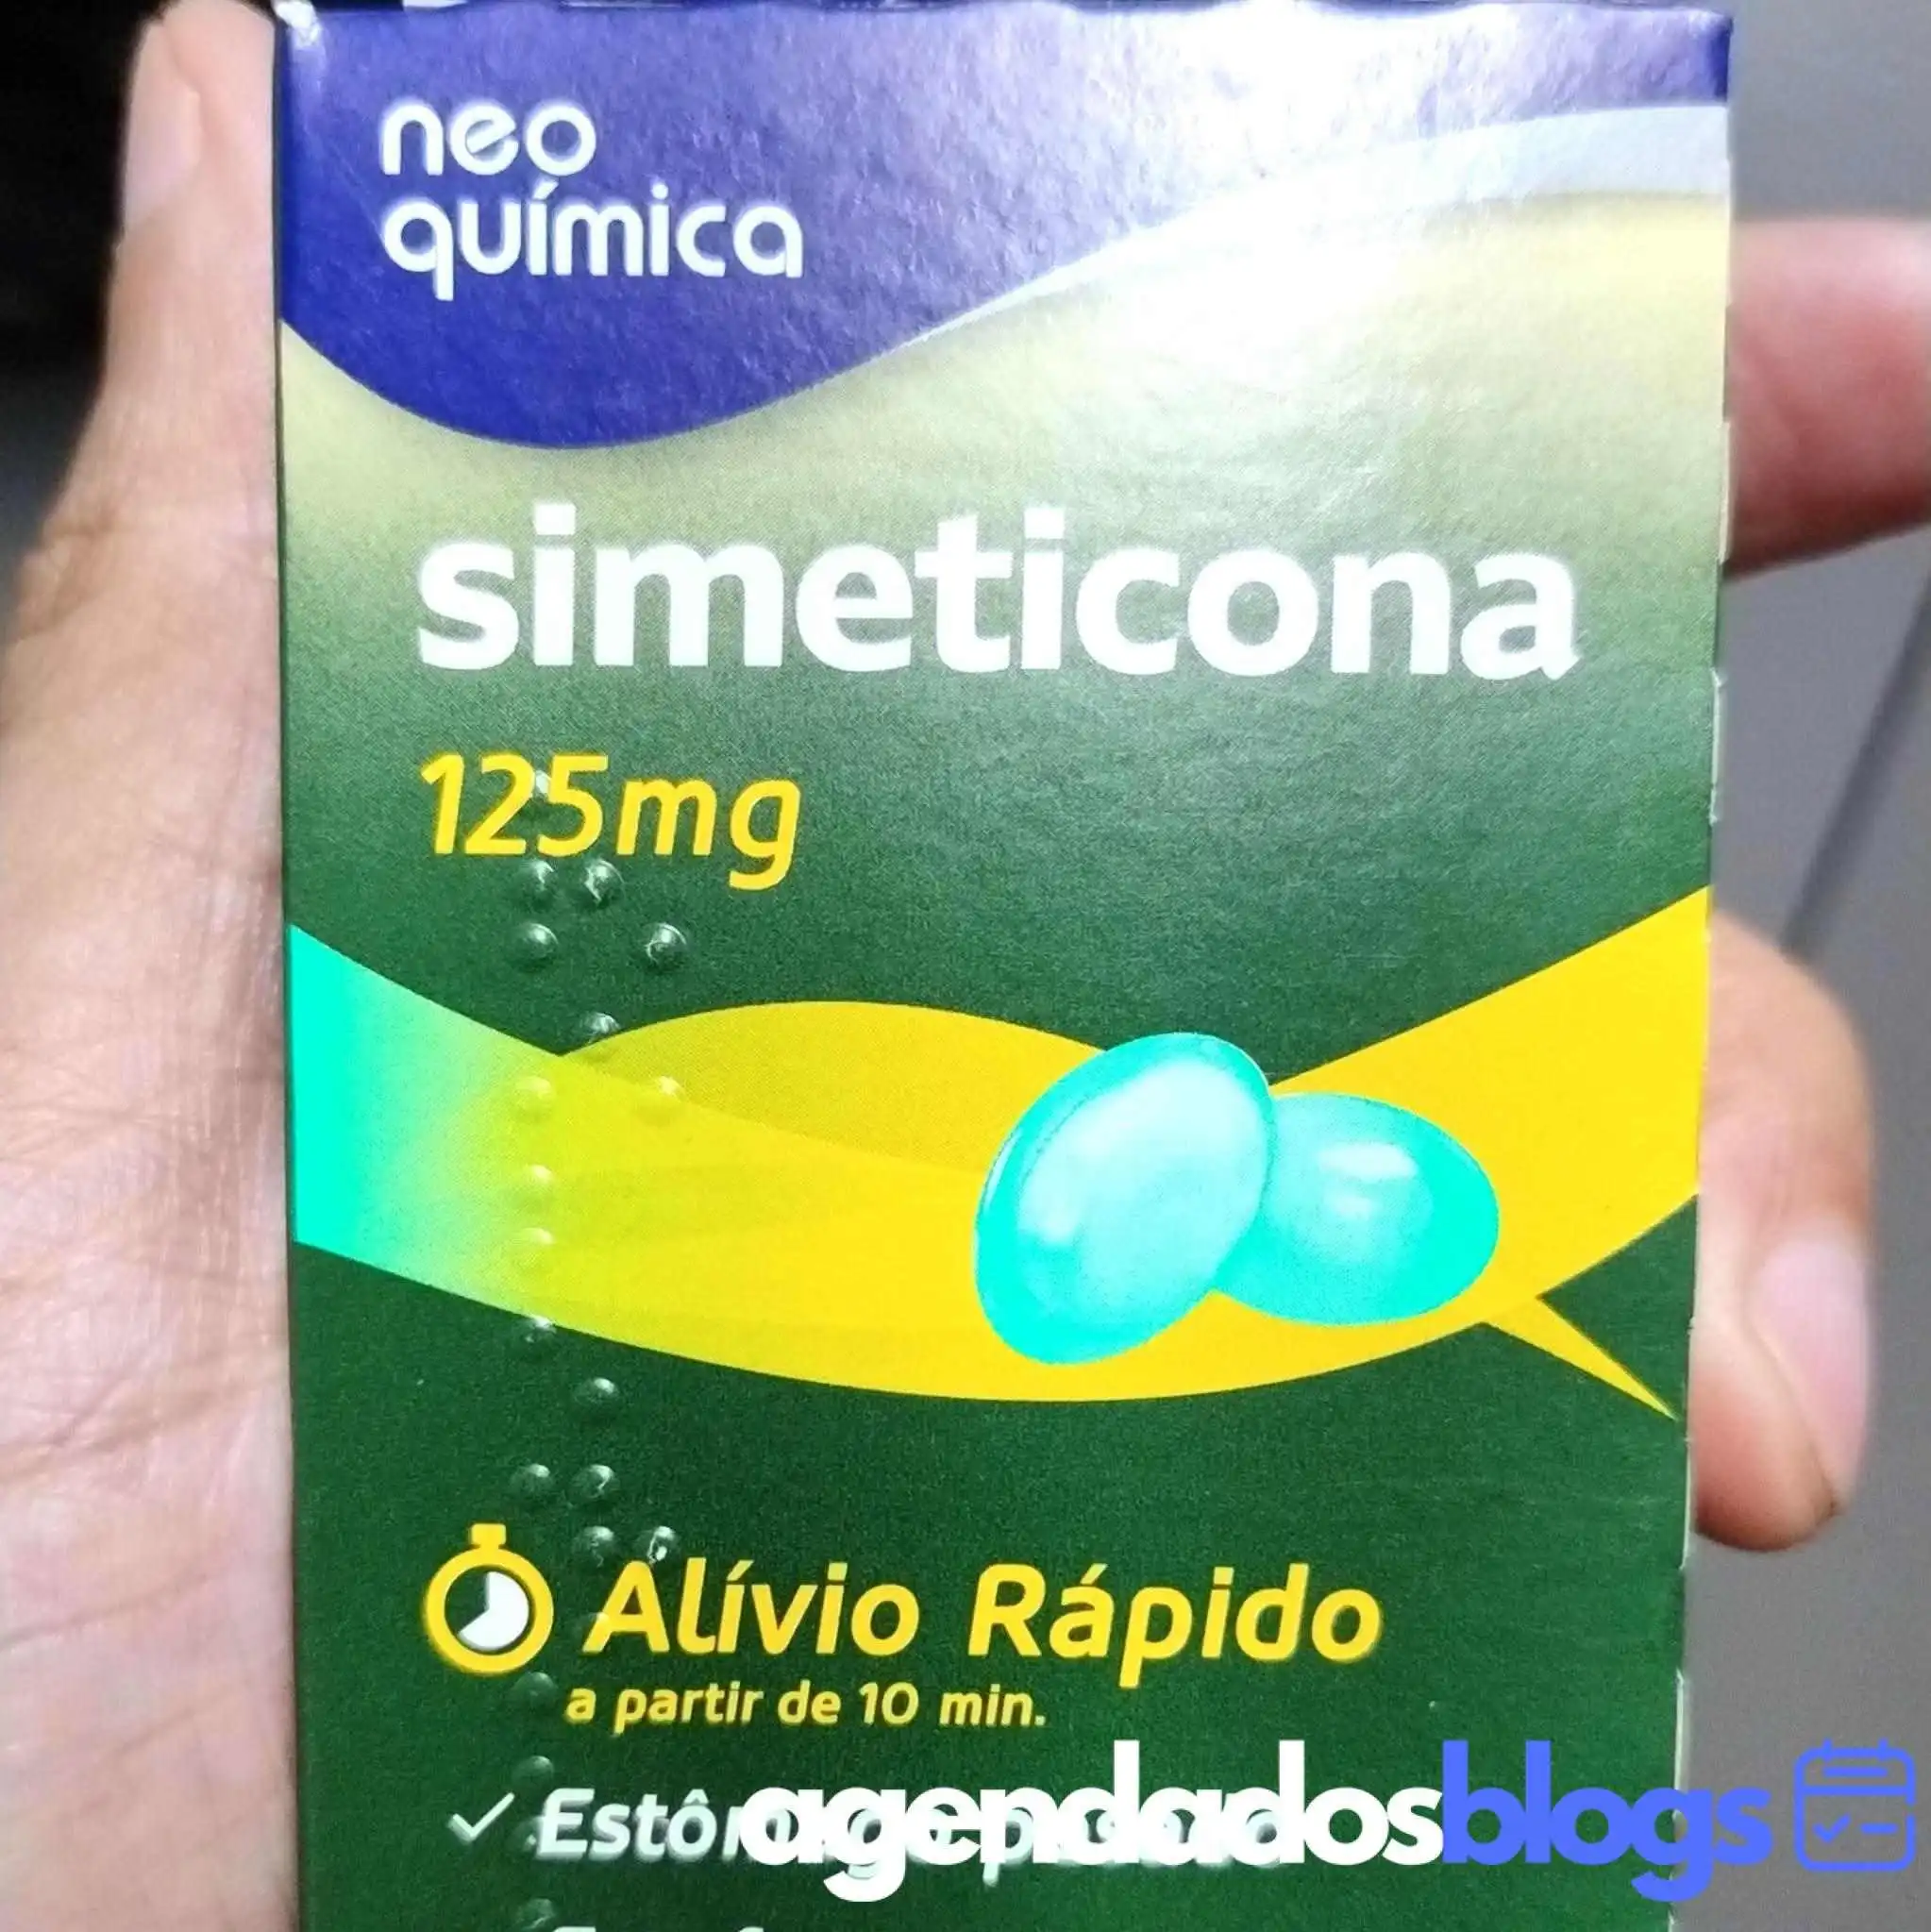 neo
química
simeticona
125mg
Alívio Rápido
a partir de 10 min.
agendadosblogs